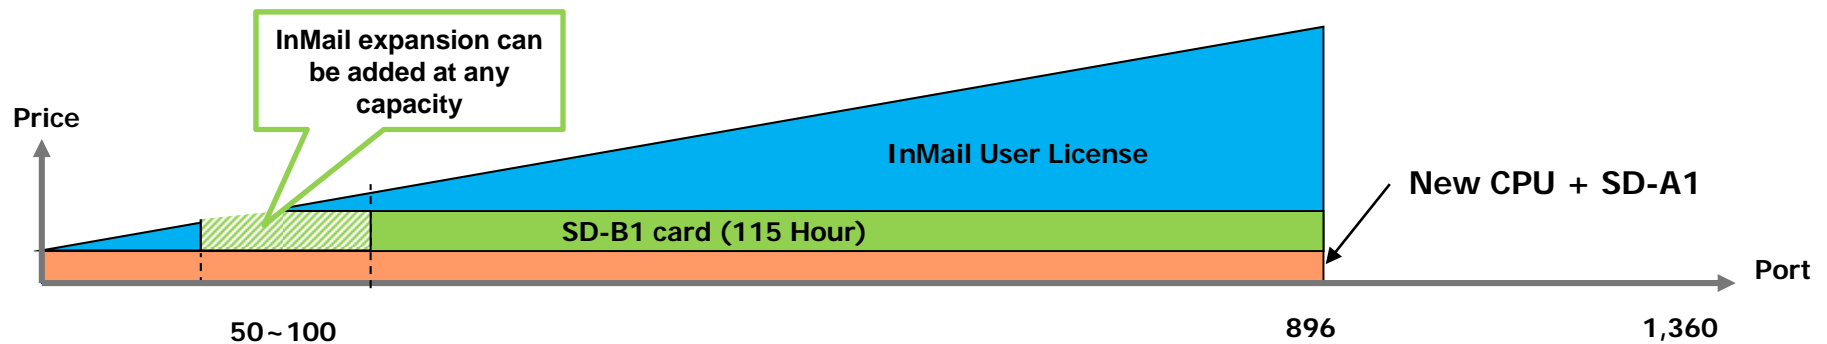 InMail expansion can
be added at any
capacity
Price
InMail User License
New CPU + SD-A1
SD-B1 card (115 Hour)
Port
50~100
896
1,360